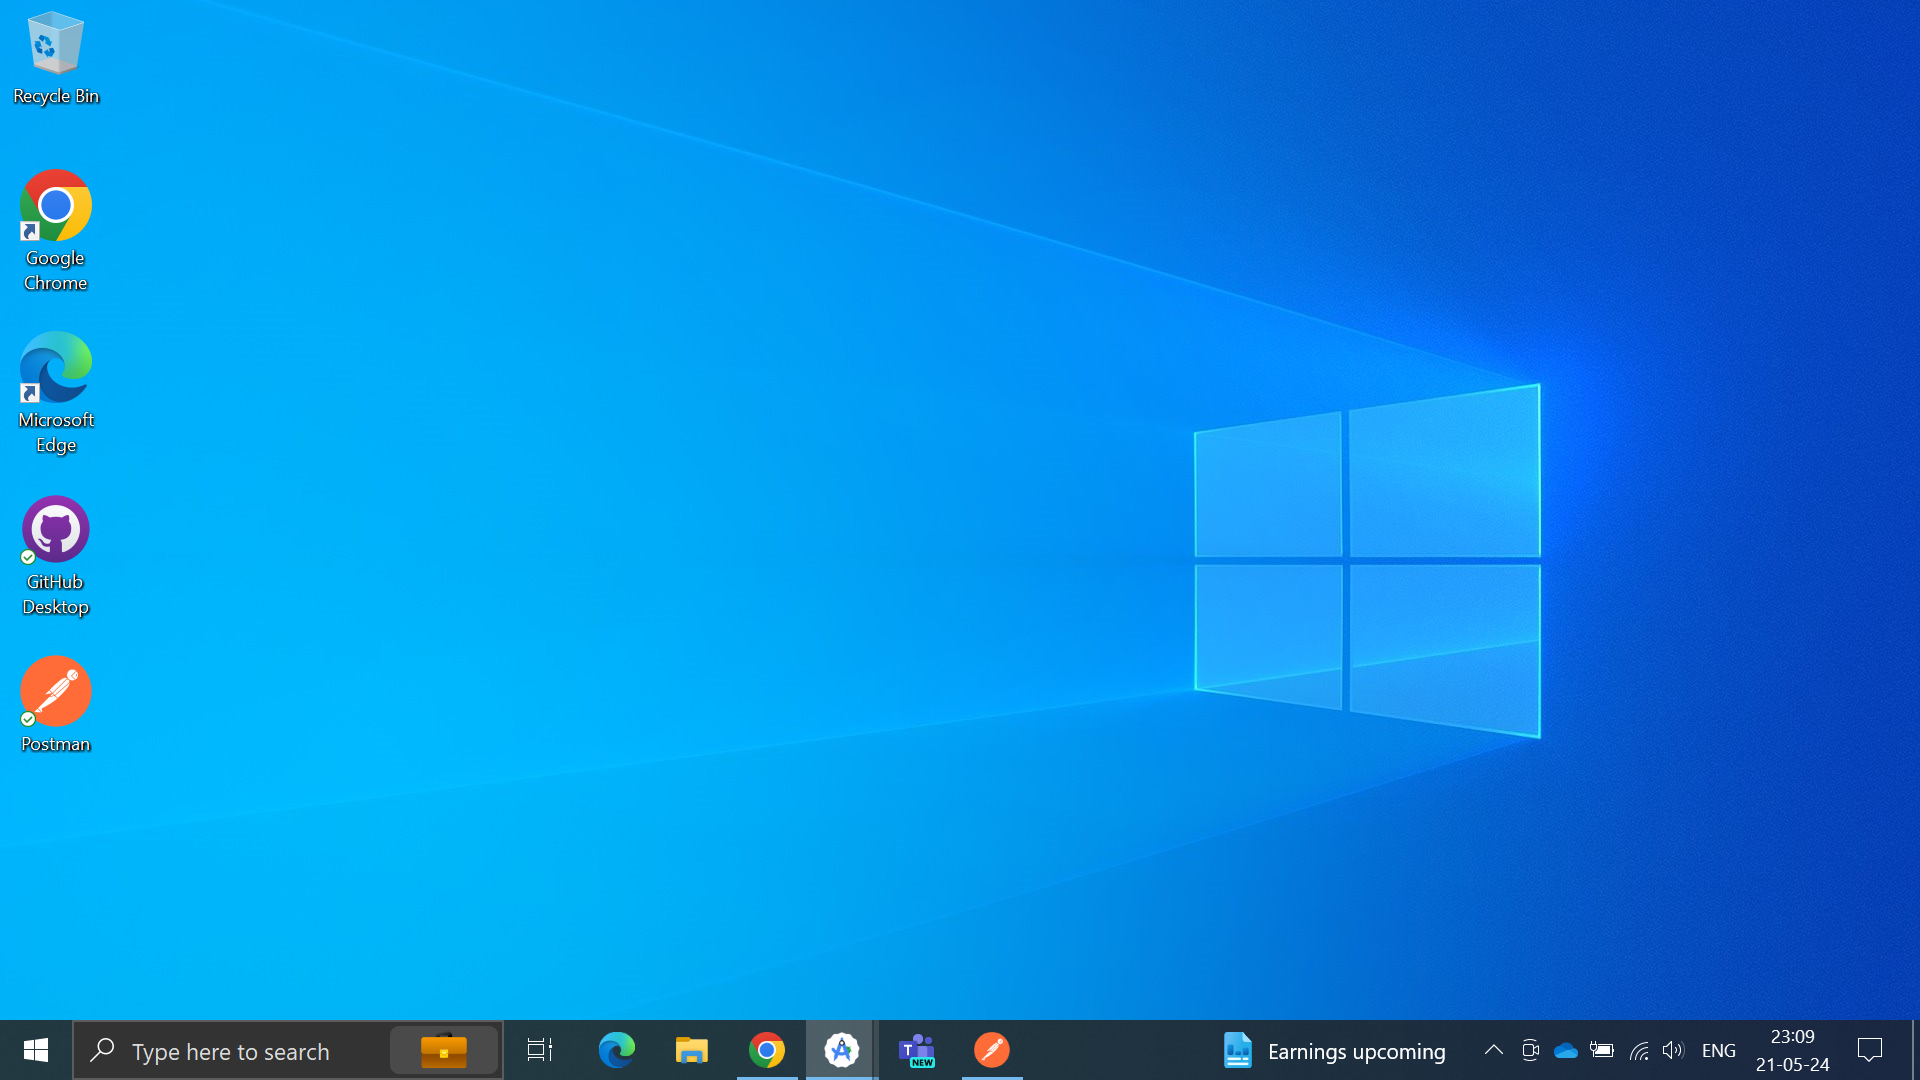 Recycle Bin
Google
Chrome
Microsoft
Edge
GitHub
Desktop
Postman
Type here to search
T
NEW
Earnings upcoming
ENG
23:09
21-05-24